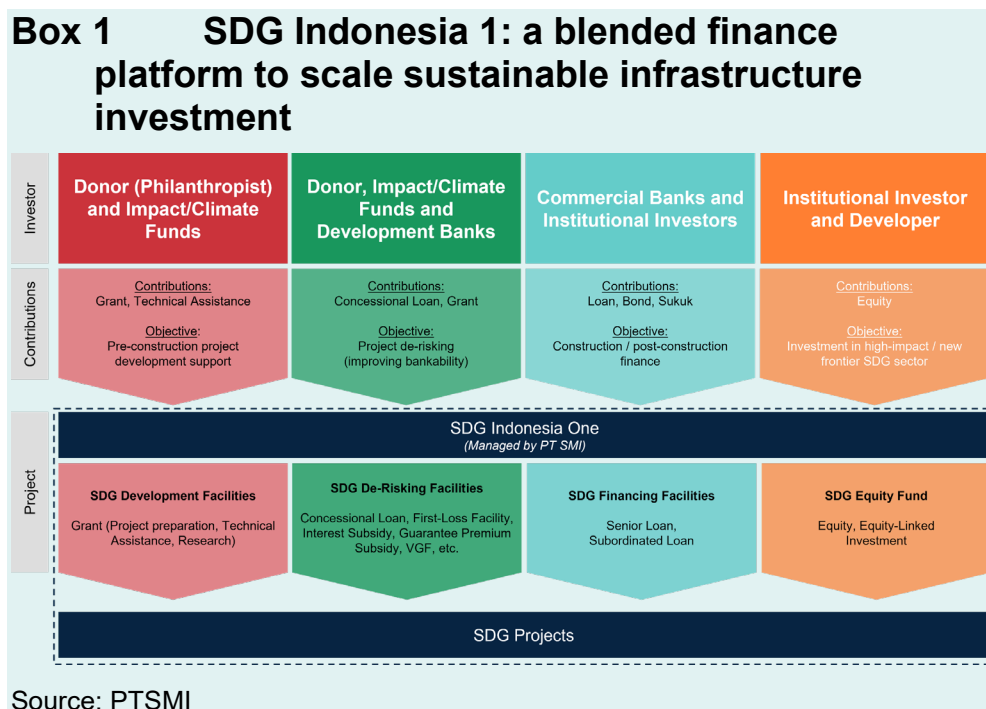 Box 1 SDG Indonesia 1: a blended finance
platform to scale sustainable infrastructure
investment
Investor
Donor (Philanthropist)
and Impact/Climate
Funds
Donor, Impact/Climate
Funds and
Development Banks
Commercial Banks and
Institutional Investors
Institutional Investor
and Developer
Contributions
Contributions:
Grant, Technical Assistance
Objective:
Pre-construction project
development support
Contributions:
Concessional Loan, Grant
Objective:
Project de-risking
(improving bankability)
Contributions:
Loan, Bond, Sukuk
Objective:
Construction / post-construction
finance
Contributions:
Equity
Objective:
Investment in high-impact / new
frontier SDG sector
Project
SDG Indonesia One
(Managed by PT SMI)
SDG Development Facilities
Grant (Project preparation, Technical
Assistance, Research)
SDG De-Risking Facilities
Concessional Loan, First-Loss Facility,
Interest Subsidy, Guarantee Premium
Subsidy, VGF, etc.
SDG Financing Facilities
Senior Loan,
Subordinated Loan
SDG Equity Fund
Equity, Equity-Linked
Investment
SDG Projects
Source: PTSMI